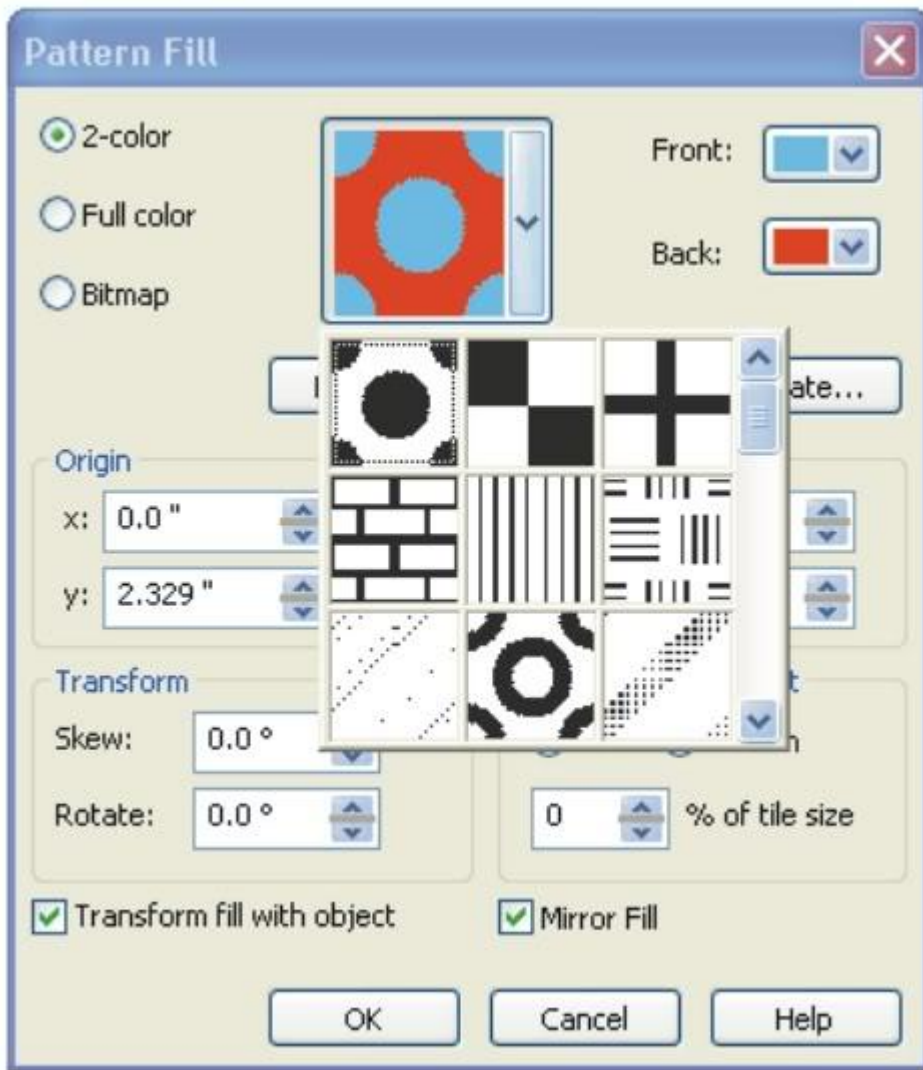 Pattern Fill
2-color
Full color
Bitmap
Front:
Back:
ate...
Origin
x: 0.0 "
y: 2.329 "
Transform
Skew: 0.0 °
Rotate: 0.0 °
0 % of tile size
Transform fill with object
Mirror Fill
OK Cancel Help